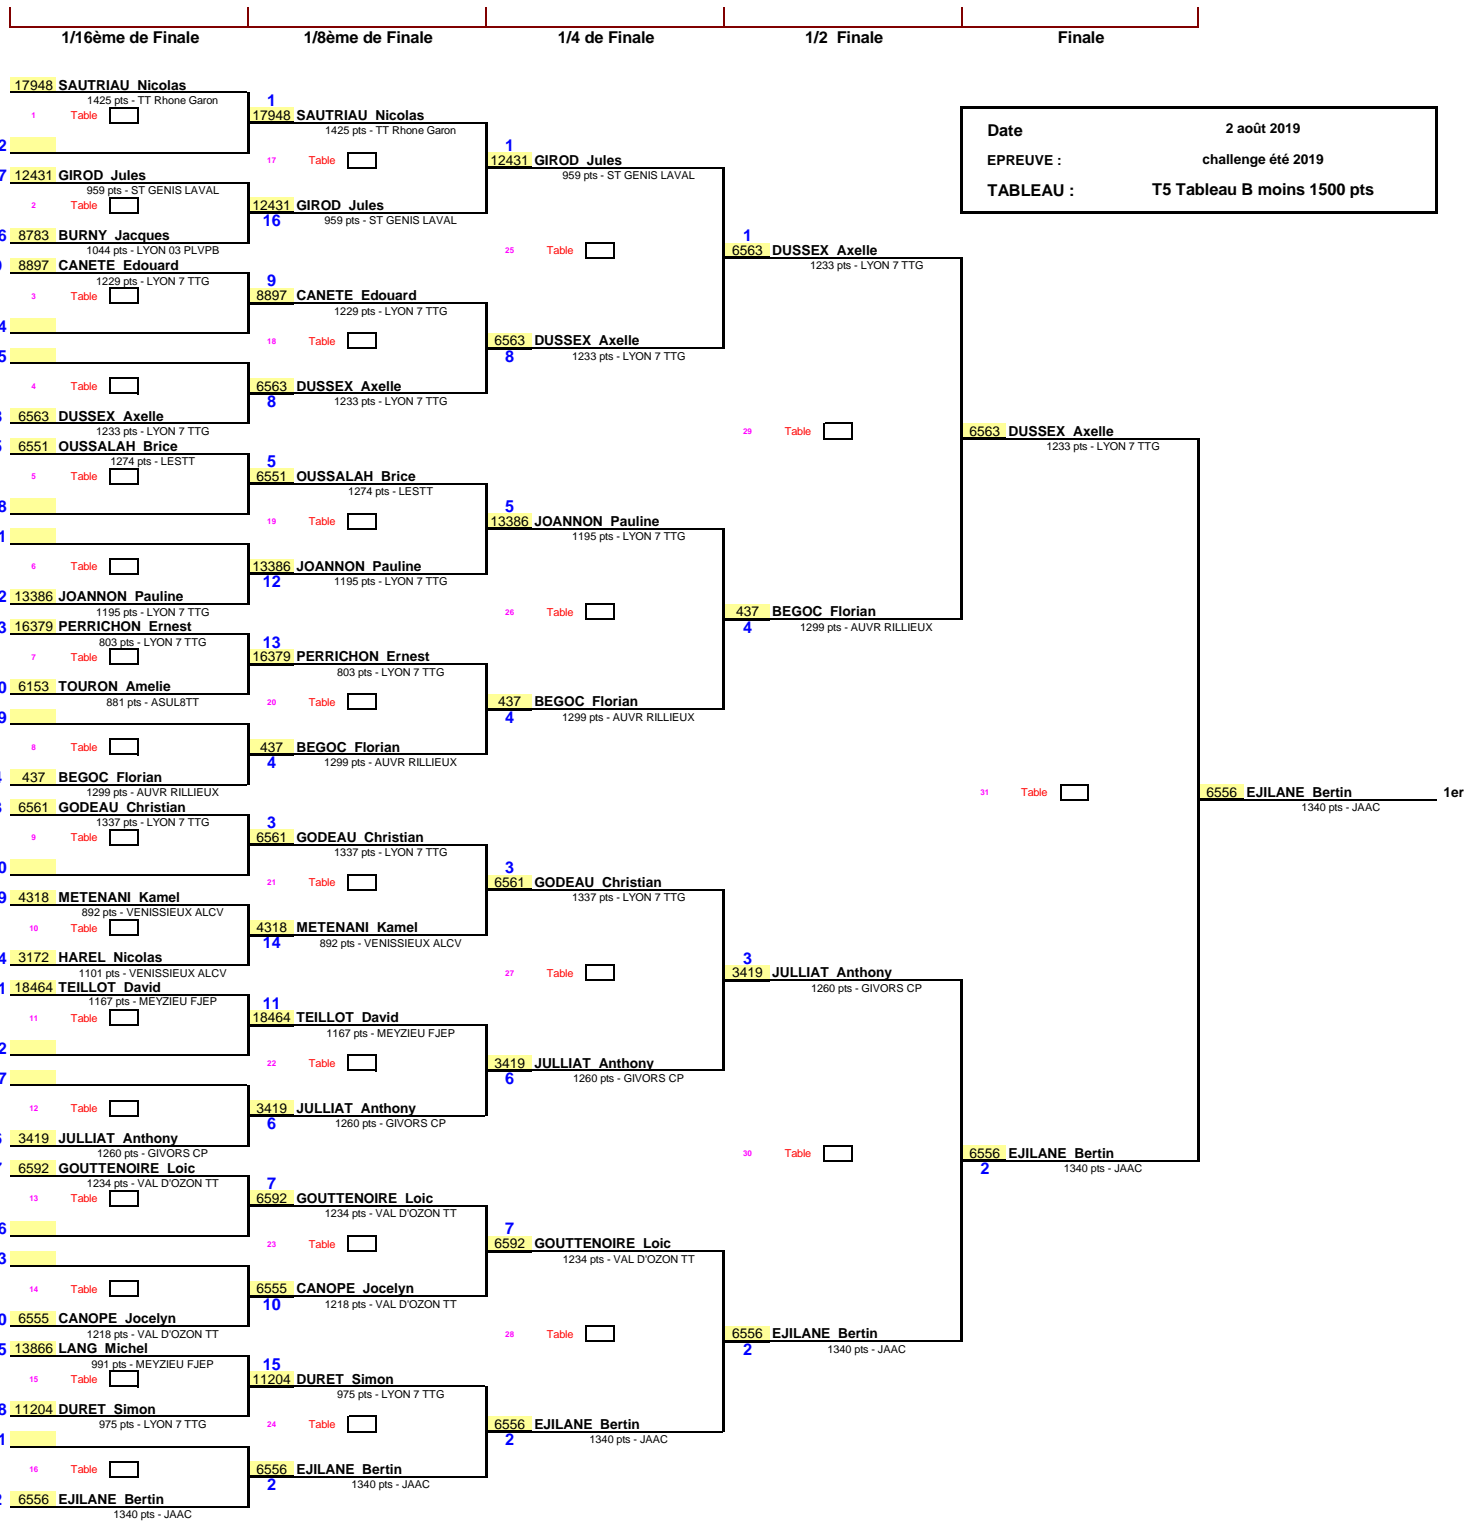 1/16ème de Finale 1/8ème de Finale 1/4 de Finale 1/2 Finale Finale
Date 2 août 2019
EPREUVE : challenge été 2019
TABLEAU : T5 Tableau B moins 1500 pts
17948 SAUTRIAU Nicolas
1425 pts - TT Rhone Garon
1 Table
2
7 12431 GIROD Jules
959 pts - ST GENIS LAVAL
2 Table
6 8783 BURNY Jacques
1044 pts - LYON 03 PLVPB
8897 CANETE Edouard
1229 pts - LYON 7 TTG
3 Table
4
5
4 Table
6563 DUSSEX Axelle
1233 pts - LYON 7 TTG
6551 OUSSALAH Brice
1274 pts - LESTT
5 Table
8
1
6 Table
2 13386 JOANNON Pauline
1195 pts - LYON 7 TTG
3 16379 PERRICHON Ernest
803 pts - LYON 7 TTG
7 Table
0 6153 TOURON Amelie
881 pts - ASUL8TT
9
8 Table
437 BEGOC Florian
1299 pts - AUVR RILLIEUX
6561 GODEAU Christian
1337 pts - LYON 7 TTG
9 Table
0
9 4318 METENANI Kamel
892 pts - VENISSIEUX ALCV
10 Table
4 3172 HAREL Nicolas
1101 pts - VENISSIEUX ALCV
1 18464 TEILLOT David
1167 pts - MEYZIEU FJEP
11 Table
2
7
12 Table
3419 JULLIAT Anthony
1260 pts - GIVORS CP
6592 GOUTTENOIRE Loic
1234 pts - VAL D'OZON TT
13 Table
6
3
14 Table
0 6555 CANOPE Jocelyn
1218 pts - VAL D'OZON TT
5 13866 LANG Michel
991 pts - MEYZIEU FJEP
15 Table
8 11204 DURET Simon
975 pts - LYON 7 TTG
1
16 Table
6556 EJILANE Bertin
1340 pts - JAAC
1
17948 SAUTRIAU Nicolas
1425 pts - TT Rhone Garon
17 Table
12431 GIROD Jules
16 959 pts - ST GENIS LAVAL
9
8897 CANETE Edouard
1229 pts - LYON 7 TTG
18 Table
6563 DUSSEX Axelle
8 1233 pts - LYON 7 TTG
5
6551 OUSSALAH Brice
1274 pts - LESTT
19 Table
13386 JOANNON Pauline
12 1195 pts - LYON 7 TTG
13
16379 PERRICHON Ernest
803 pts - LYON 7 TTG
20 Table
437 BEGOC Florian
4 1299 pts - AUVR RILLIEUX
3
6561 GODEAU Christian
1337 pts - LYON 7 TTG
21 Table
4318 METENANI Kamel
14 892 pts - VENISSIEUX ALCV
11
18464 TEILLOT David
1167 pts - MEYZIEU FJEP
22 Table
3419 JULLIAT Anthony
6 1260 pts - GIVORS CP
7
6592 GOUTTENOIRE Loic
1234 pts - VAL D'OZON TT
23 Table
6555 CANOPE Jocelyn
10 1218 pts - VAL D'OZON TT
15
11204 DURET Simon
975 pts - LYON 7 TTG
24 Table
6556 EJILANE Bertin
2 1340 pts - JAAC
1
12431 GIROD Jules
959 pts - ST GENIS LAVAL
25 Table
6563 DUSSEX Axelle
8 1233 pts - LYON 7 TTG
5
13386 JOANNON Pauline
1195 pts - LYON 7 TTG
26 Table
437 BEGOC Florian
4 1299 pts - AUVR RILLIEUX
3
6561 GODEAU Christian
1337 pts - LYON 7 TTG
27 Table
3419 JULLIAT Anthony
6 1260 pts - GIVORS CP
7
6592 GOUTTENOIRE Loic
1234 pts - VAL D'OZON TT
28 Table
6556 EJILANE Bertin
2 1340 pts - JAAC
1
6563 DUSSEX Axelle
1233 pts - LYON 7 TTG
29 Table
437 BEGOC Florian
4 1299 pts - AUVR RILLIEUX
3
3419 JULLIAT Anthony
1260 pts - GIVORS CP
30 Table
6556 EJILANE Bertin
2 1340 pts - JAAC
6563 DUSSEX Axelle
1233 pts - LYON 7 TTG
31 Table
6556 EJILANE Bertin
2 1340 pts - JAAC
6556 EJILANE Bertin 1er
1340 pts - JAAC